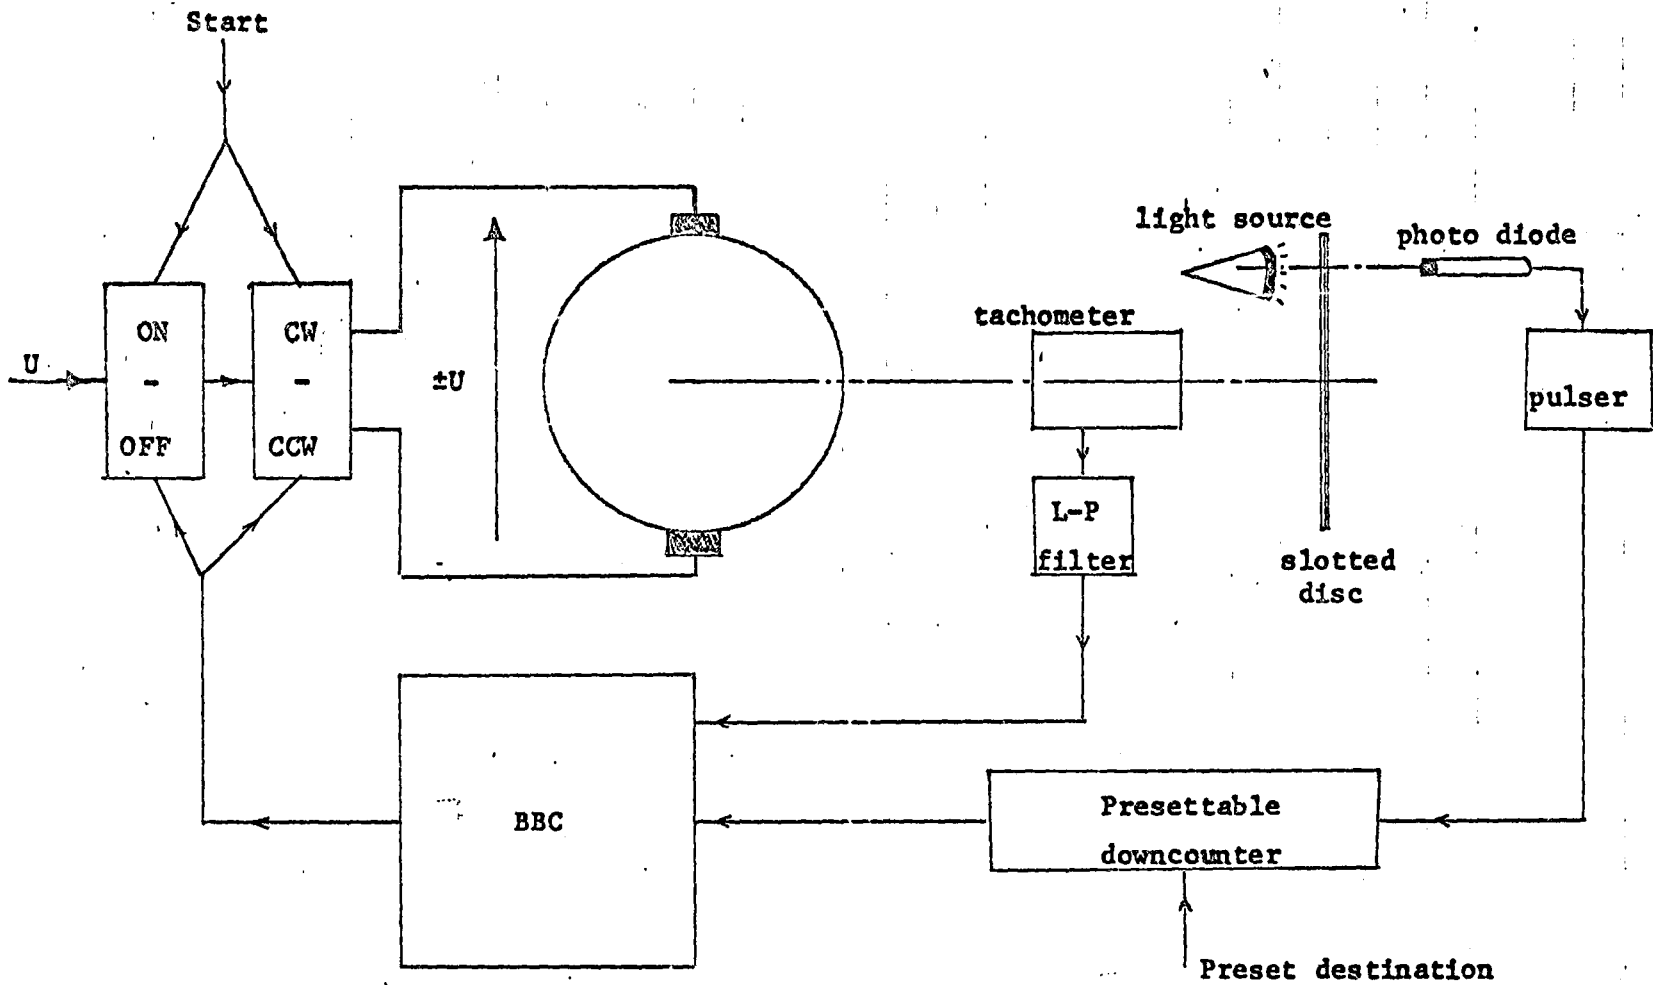 Start
light source
photo diode
tachometer
ON
-
OFF
CW
-
CCW
U
±U
pulser
L-P
filter
slotted
disc
BBC
Presettable
downcounter
Preset destination